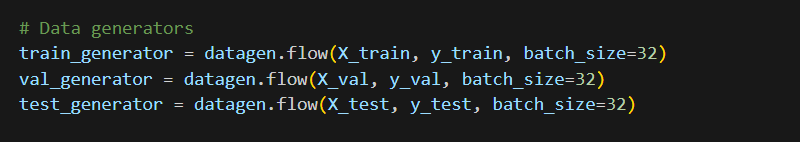 # Data generators
train_generator = datagen.flow(X_train, y_train, batch_size=32)
val_generator = datagen.flow(X_val, y_val, batch_size=32)
test_generator = datagen.flow(X_test, y_test, batch_size=32)